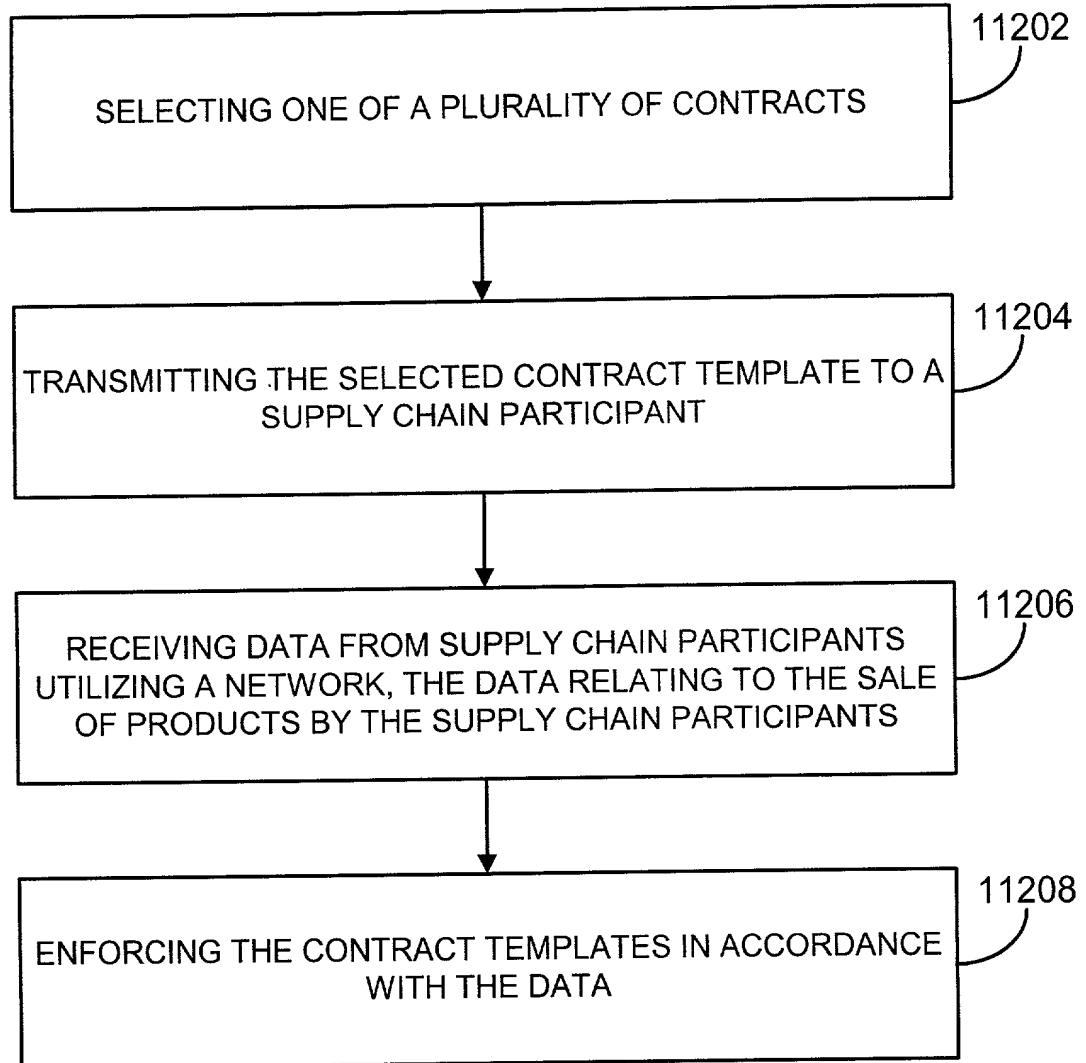 11202
SELECTING ONE OF A PLURALITY OF CONTRACTS
11204
TRANSMITTING THE SELECTED CONTRACT TEMPLATE TO A
SUPPLY CHAIN PARTICIPANT
11206
RECEIVING DATA FROM SUPPLY CHAIN PARTICIPANTS
UTILIZING A NETWORK, THE DATA RELATING TO THE SALE
OF PRODUCTS BY THE SUPPLY CHAIN PARTICIPANTS
11208
ENFORCING THE CONTRACT TEMPLATES IN ACCORDANCE
WITH THE DATA